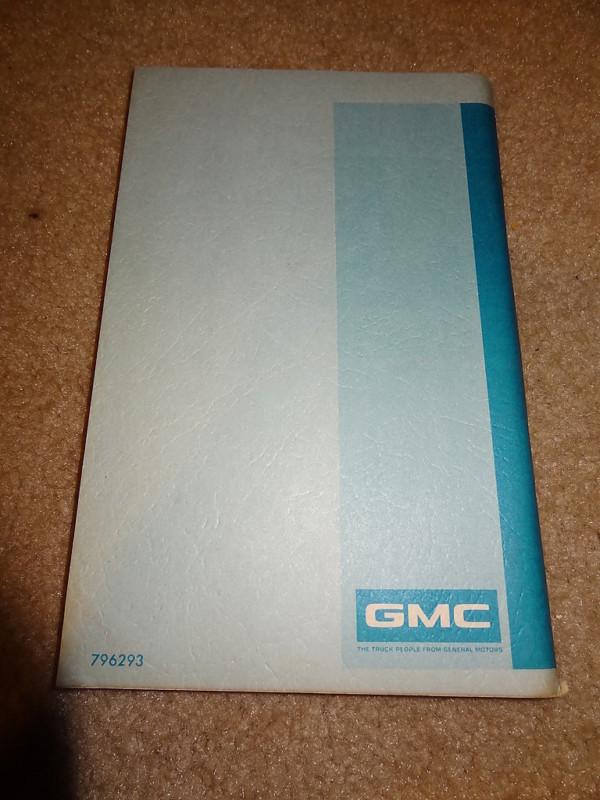 GMC
THE TRUCK PEOPLE FROM GENERAL MOTORS
796293